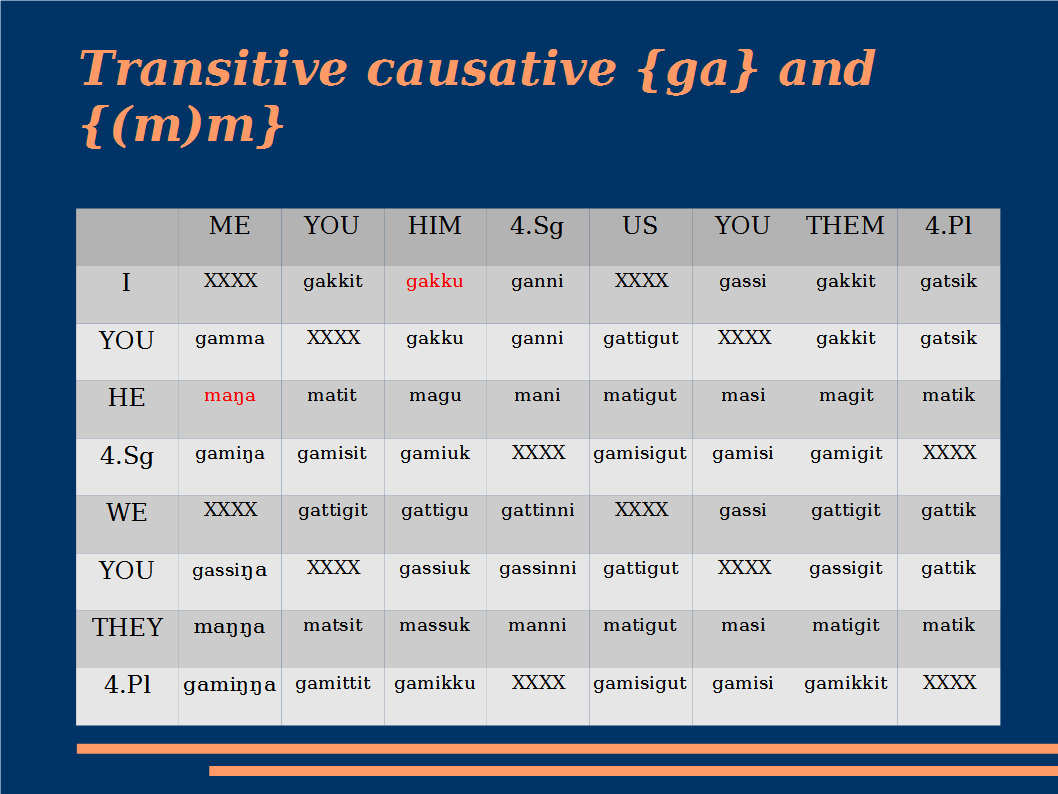 Transitive causative {ga} and
{(m)m}
ME YOU HIM 4.Sg US YOU THEM 4.Pl
I XXXX gakkit gakku ganni XXXX gassi gakkit gatsik
YOU gamma XXXX gakku ganni gattigut XXXX gakkit gatsik
HE maŋa matit magu mani matigut masi magit matik
4.Sg gamiŋa gamisit gamiuk XXXX gamisigut gamisi gamigit XXXX
WE XXXX gattigit gattigu gattinni XXXX gassi gattigit gattik
YOU gassiŋa XXXX gassiuk gassinni gattigut XXXX gassigit gattik
THEY maŋŋa matsit massuk manni matigut masi matigit matik
4.Pl gamiŋŋa gamittit gamikku XXXX gamisigut gamisi gamikkit XXXX